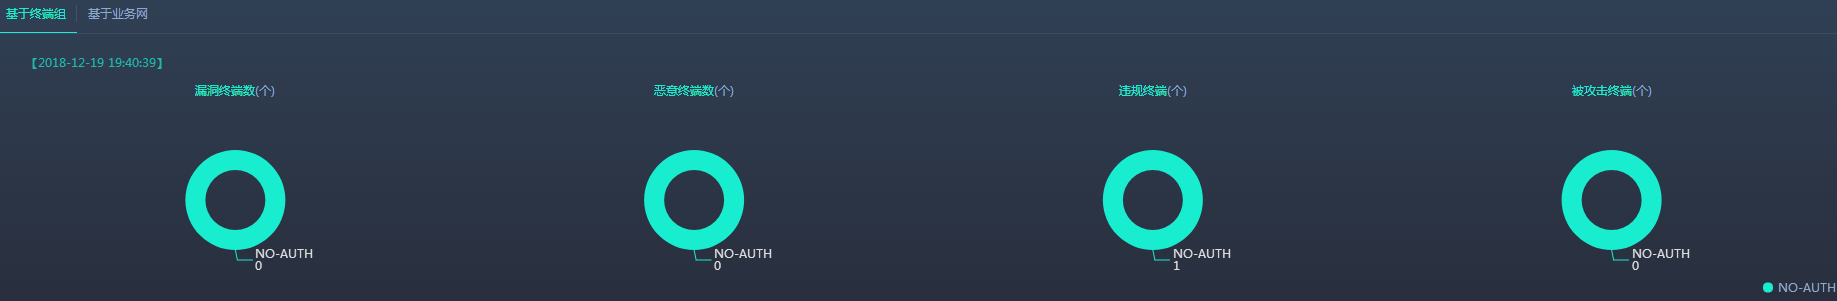 基于终端组 基于业务网
【2018-12-19 19:40:39】
漏洞终端数(个) 恶意终端数(个) 违规终端(个) 被攻击终端(个)
NO-AUTH NO-AUTH NO-AUTH NO-AUTH
0 0 1 0
NO-AUTH